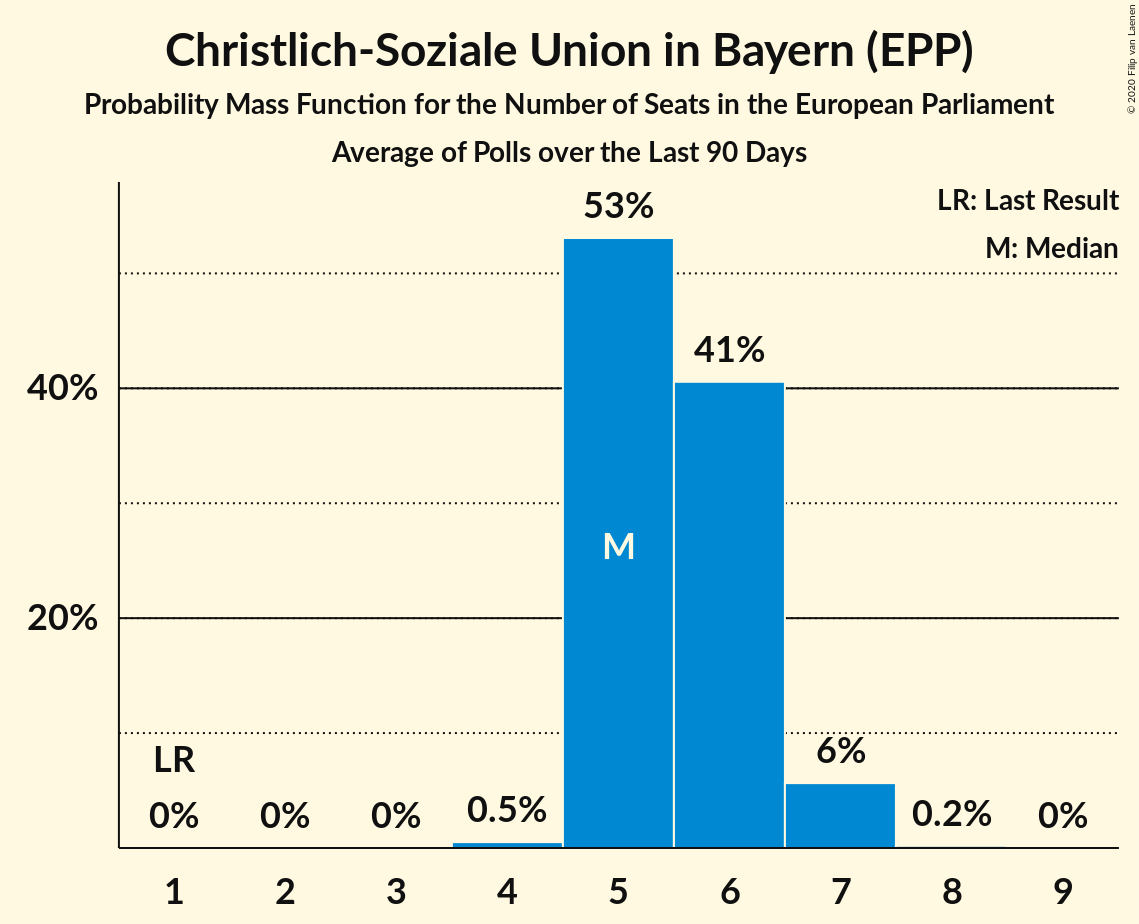 Christlich-Soziale Union in Bayern (EPP)
Probability Mass Function for the Number of Seats in the European Parliament
Average of Polls over the Last 90 Days
© 2020 Filip van Laenen
LR: Last Result
M: Median
53%
41%
40%
M
20%
LR
0%
0%
0%
0.5%
6%
0.2%
0%
1 2 3 4 5 6 7 8 9